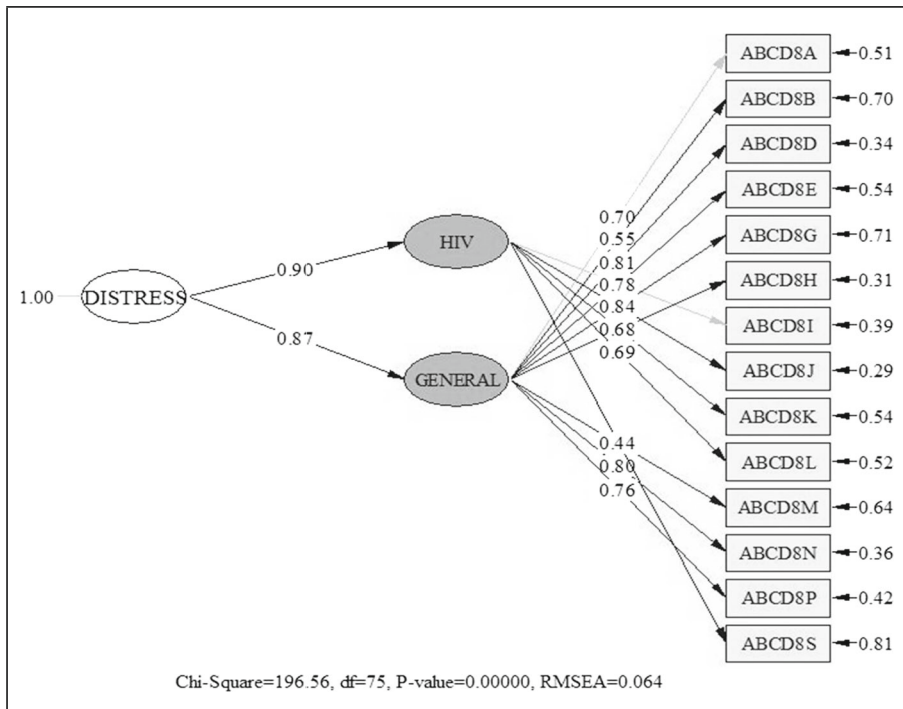 ABCD8A 0.51
ABCD8B 0.70
ABCD8D 0.34
ABCD8E 0.54
0.70
HIV 0.55 ABCD8G 0.71
0.81
0.90 0.78 ABCD8H 0.31
1.00 DISTRESS 0.84
0.68 ABCD8I 0.39
0.87 0.69
ABCD8J 0.29
GENERAL
ABCD8K 0.54
0.44
ABCD8L 0.52
0.80
0.76
ABCD8M 0.64
ABCD8N 0.36
ABCD8P 0.42
ABCD8S 0.81
Chi-Square=196.56, df=75, P-value=0.00000, RMSEA=0.064